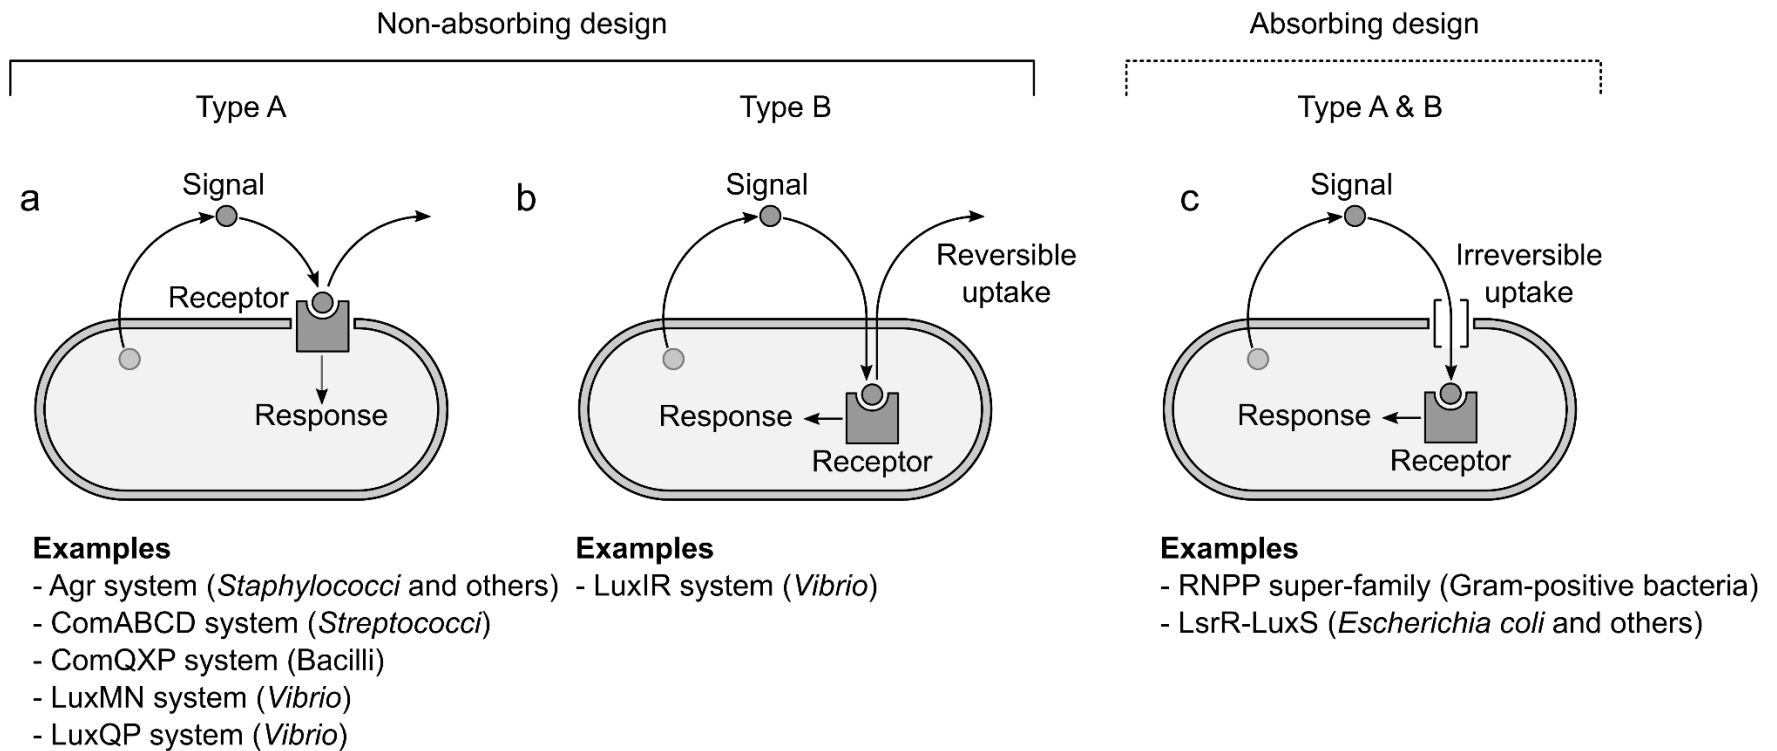 Non-absorbing design
Absorbing design
Type A
Type B
Type A & B
a
Signal
Receptor
Response
b
Signal
Reversible
uptake
Response
Receptor
c
Signal
Irreversible
uptake
Response
Receptor
Examples
- Agr system (Staphylococci and others)
- ComABCD system (Streptococci)
- ComQXP system (Bacilli)
- LuxMN system (Vibrio)
- LuxQP system (Vibrio)
Examples
- LuxIR system (Vibrio)
Examples
- RNPP super-family (Gram-positive bacteria)
- LsrR-LuxS (Escherichia coli and others)